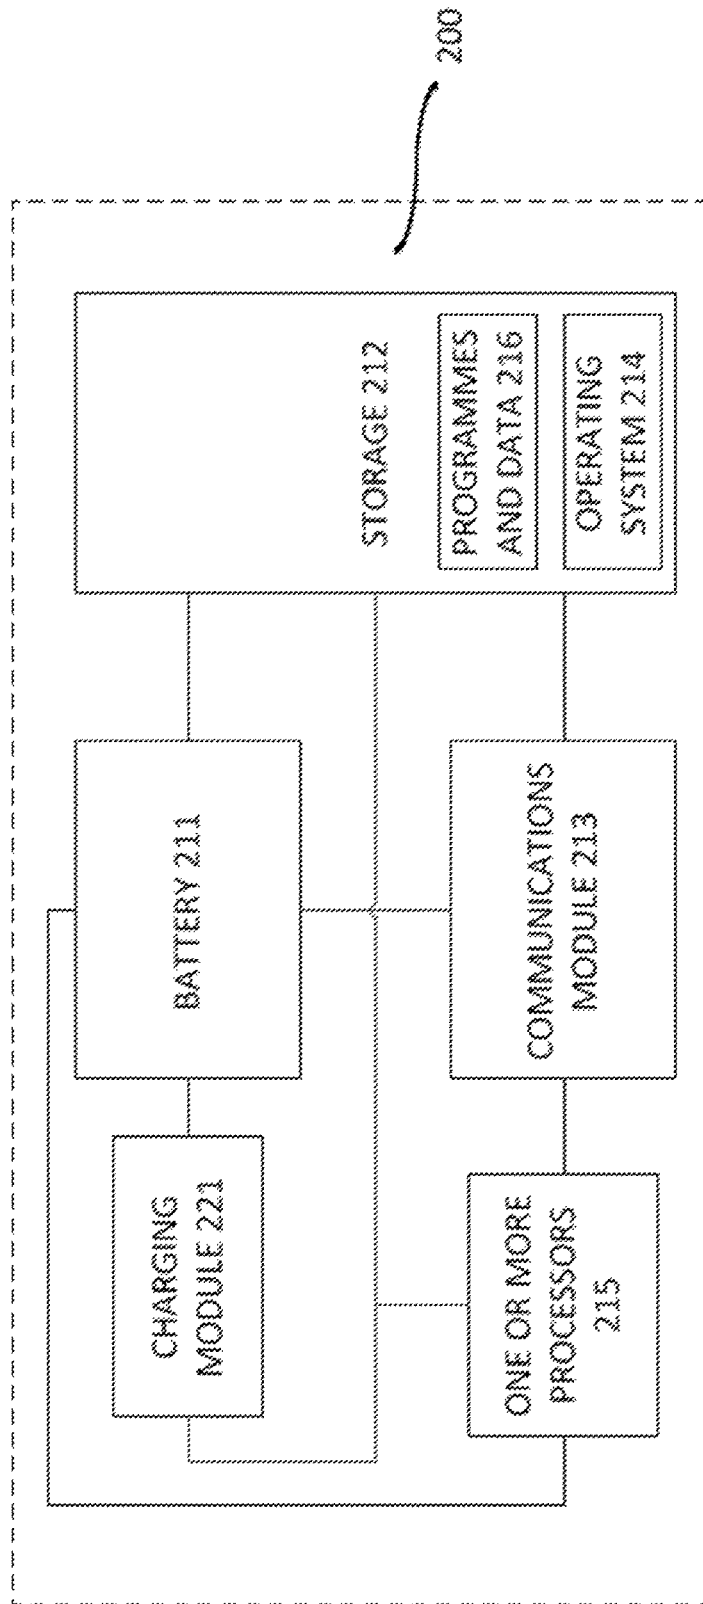 200
CHARGING
MODULE 221
BATTERY 211
STORAGE 212
PROGRAMMES
AND DATA 216
OPERATING
SYSTEM 214
ONE OR MORE
PROCESSORS
215
COMMUNICATIONS
MODULE 213